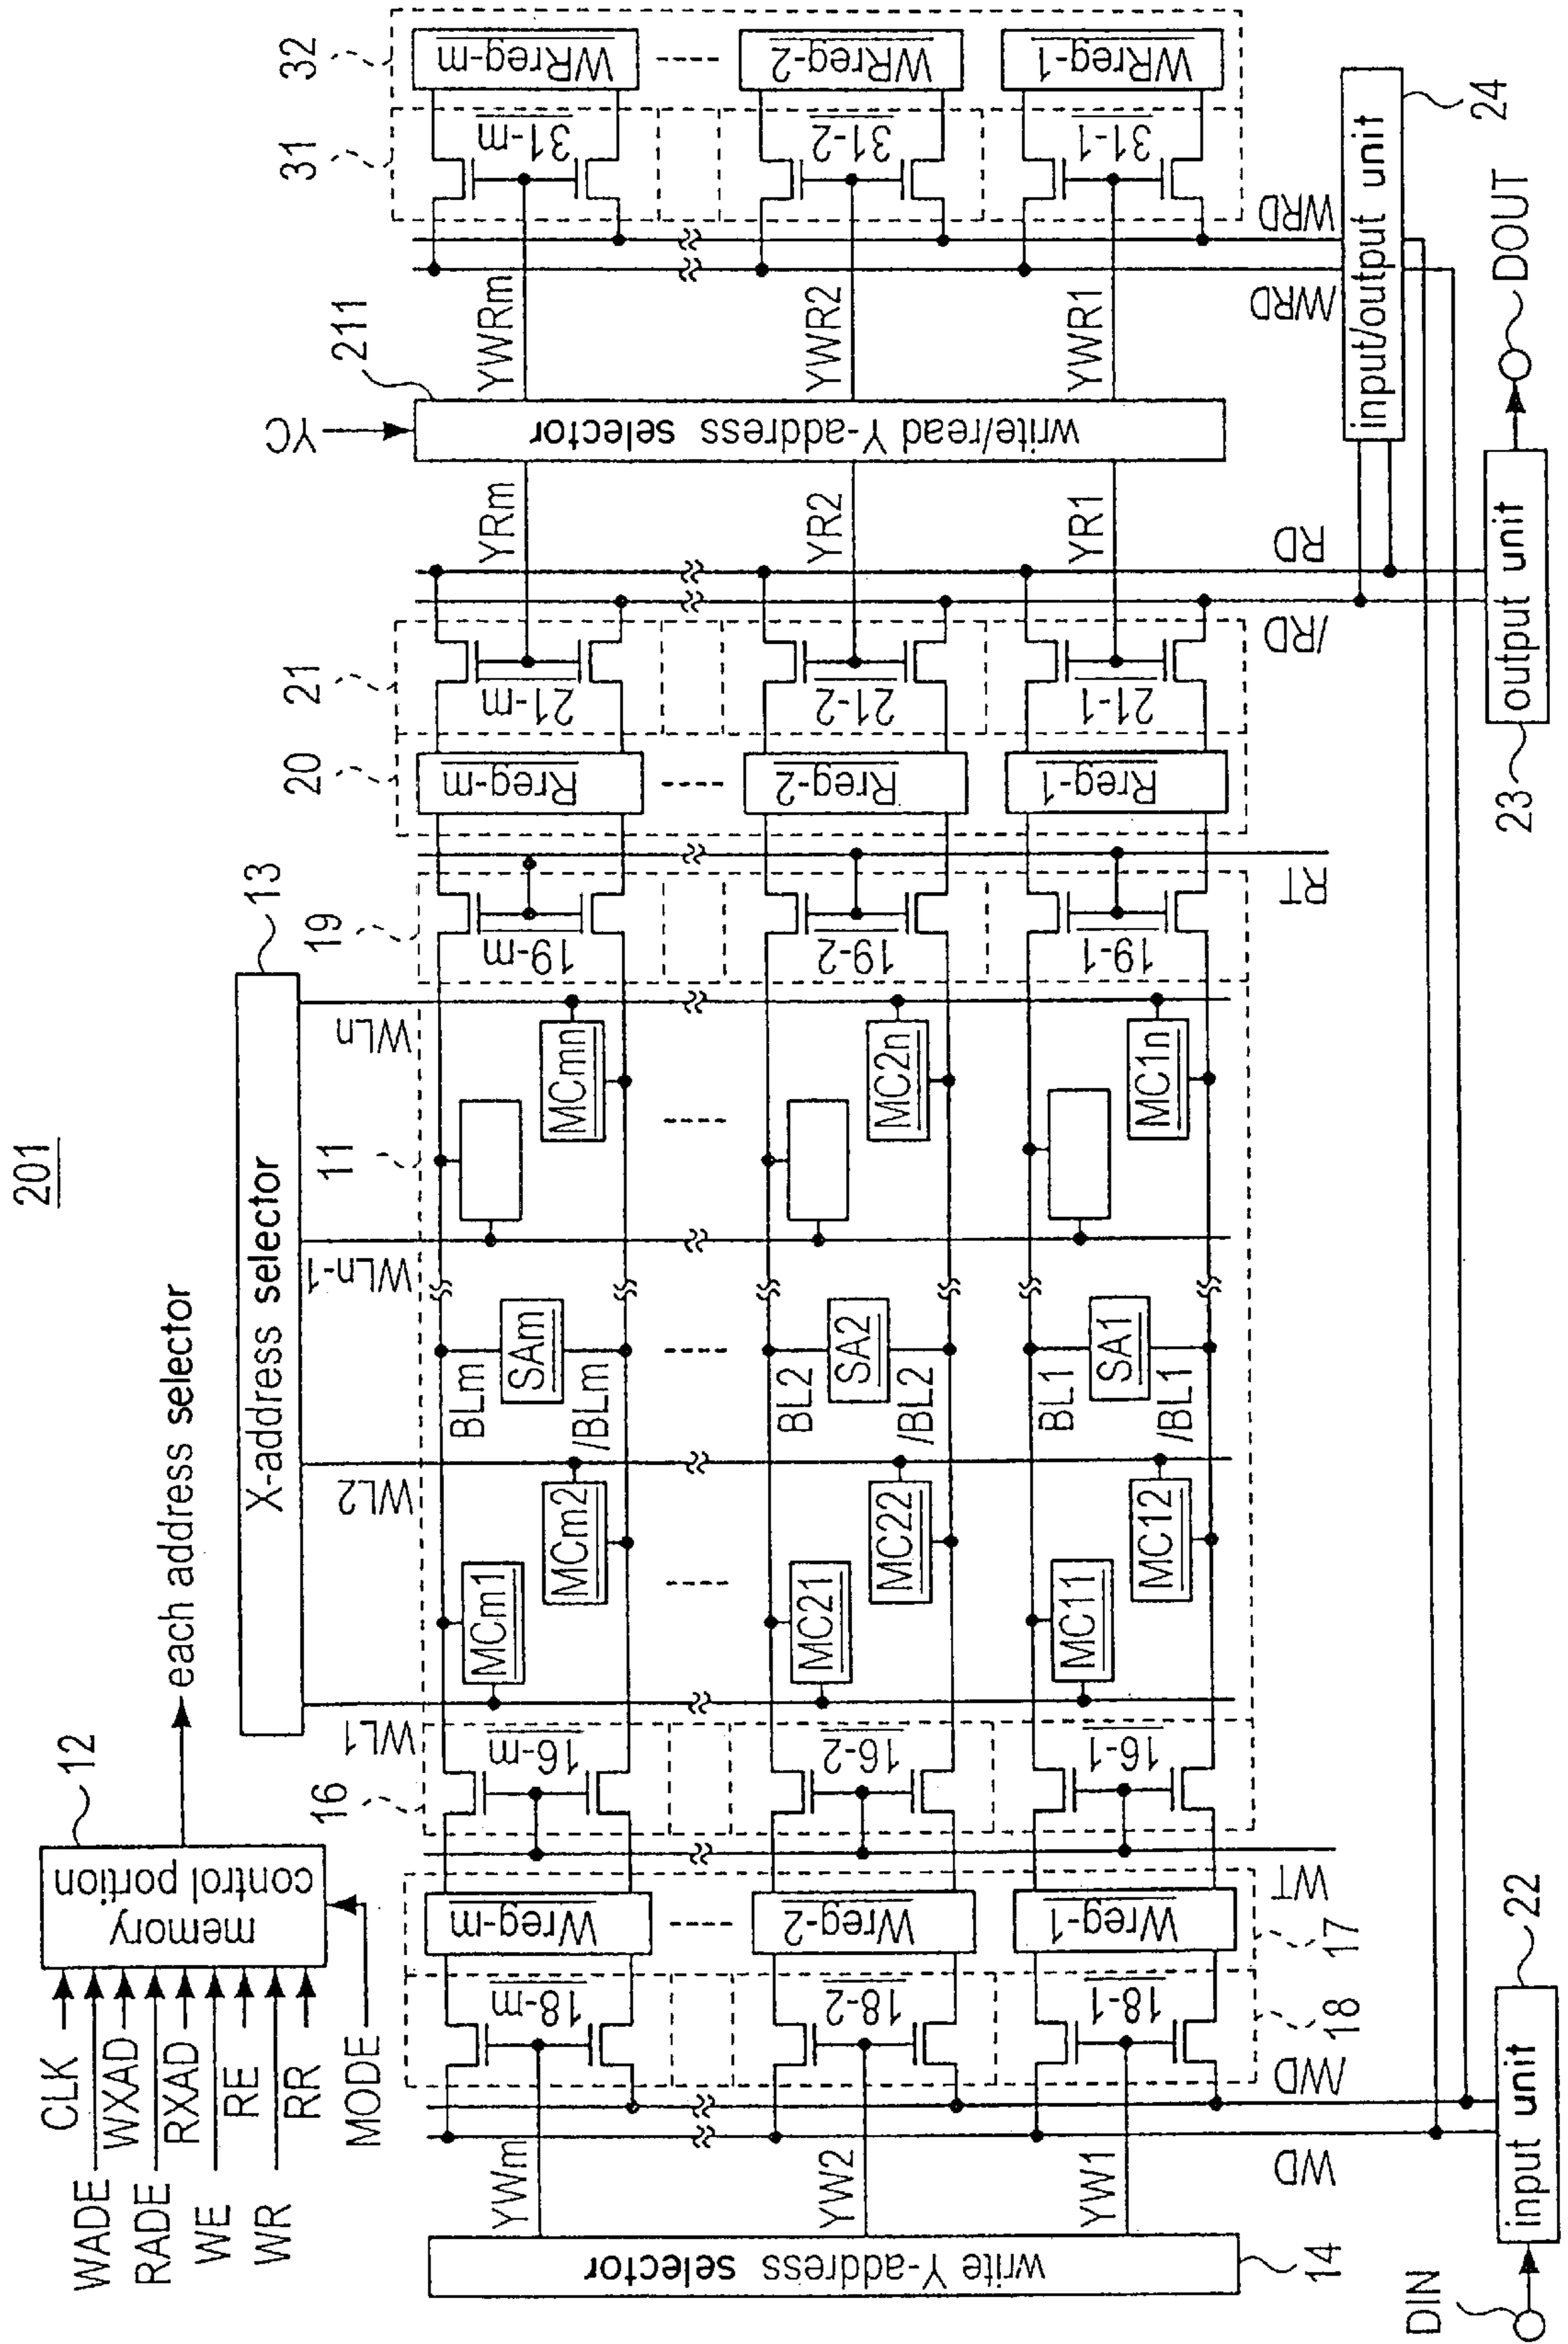 201
CLK
WADE
WXAD
RADE
RXAD
WE
RE
WR
RR
MODE
memory
control portion
12
each address selector
X-address selector
13
WL1
WL2
WLn-1
WLn
16
11
19
20
21
211
31
32
YC
YWm
18-m
Wreg-m
16-m
MCm1
MCm2
BLm
SAm
/BLm
MCmn
19-m
Rreg-m
21-m
YRm
YWRm
31-m
WRreg-m
YW2
18-2
Wreg-2
16-2
MC21
MC22
BL2
SA2
/BL2
MC2n
19-2
Rreg-2
21-2
YR2
YWR2
31-2
WRreg-2
YW1
18-1
Wreg-1
16-1
MC11
MC12
BL1
SA1
/BL1
MC1n
19-1
Rreg-1
21-1
YR1
YWR1
31-1
WRreg-1
write Y-address selector
14
write/read Y-address selector
WD
/WD
18
17
WT
RT
/RD
RD
/WRD
WRD
DIN
input unit
22
23
output unit
DOUT
input/output unit
24